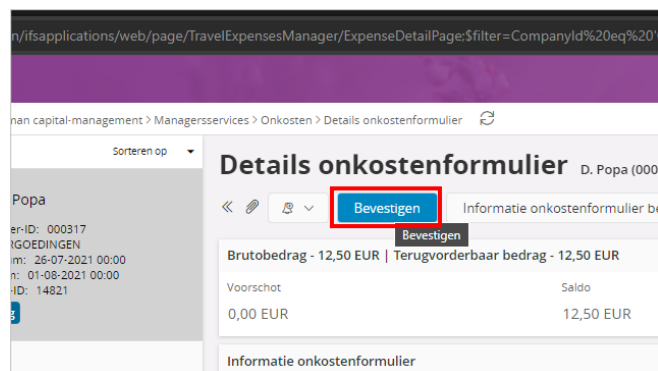 n/ifsapplications/web/page/TravelExpensesManager/ExpenseDetailPage;$filter=CompanyId%20eq%20'
nan capital-management > Managersservices > Onkosten > Details onkostenformulier
Sorteren op
Details onkostenformulier D. Popa (000
Popa
Bevestigen
Informatie onkostenformulier be
Bevestigen
er-ID: 000317
RGOEDINGEN
um: 26-07-2021 00:00
n: 01-08-2021 00:00
-ID: 14821
Brutobedrag - 12,50 EUR | Terugvorderbaar bedrag - 12,50 EUR
Voorschot
Saldo
0,00 EUR
12,50 EUR
Informatie onkostenformulier